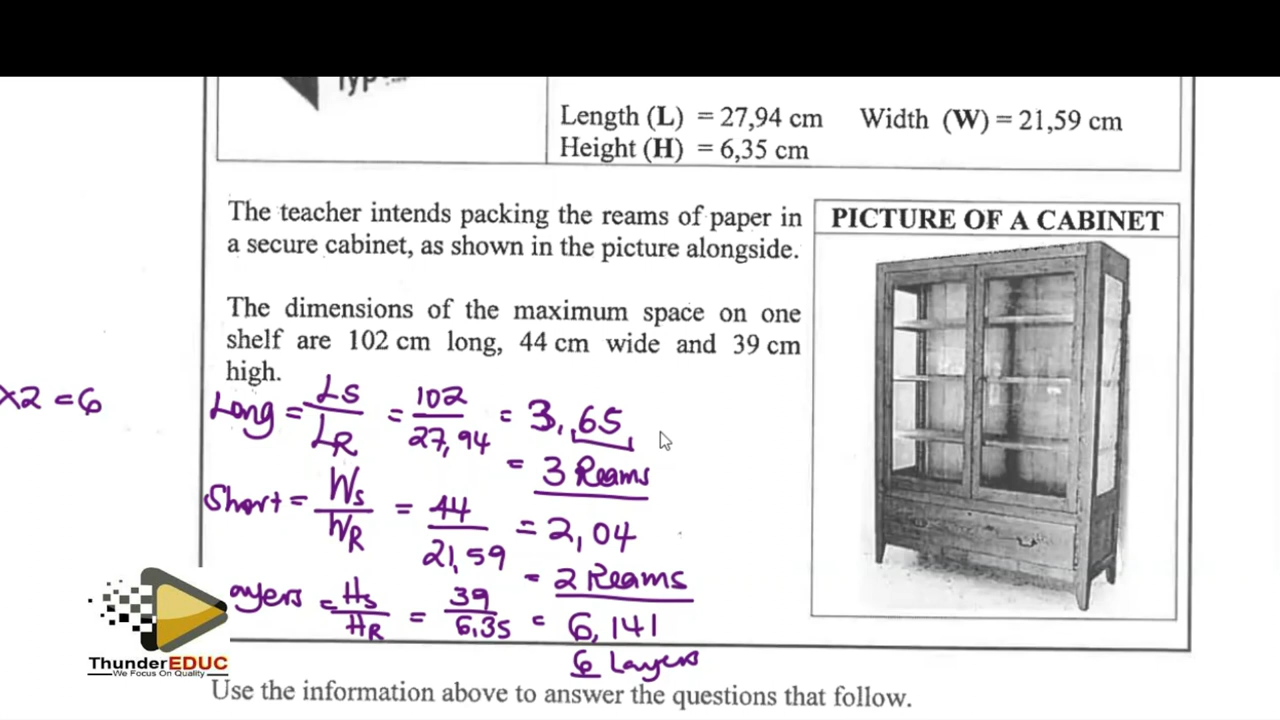 Length (L) = 27,94 cm Width (W) = 21,59 cm
Height (H) = 6,35 cm
The teacher intends packing the reams of paper in
a secure cabinet, as shown in the picture alongside.
PICTURE OF A CABINET
The dimensions of the maximum space on one
shelf are 102 cm long, 44 cm wide and 39 cm
high.
×2 = 6
Long = LS/LR = 102/27,94 = 3,65
= 3 Reams
Short = WS/WR = 44/21,59 = 2,04
= 2 Reams
ayers = HS/HR = 39/6,35 = 6,141
6 Layers
ThunderEDUC
We Focus On Quality
Use the information above to answer the questions that follow.